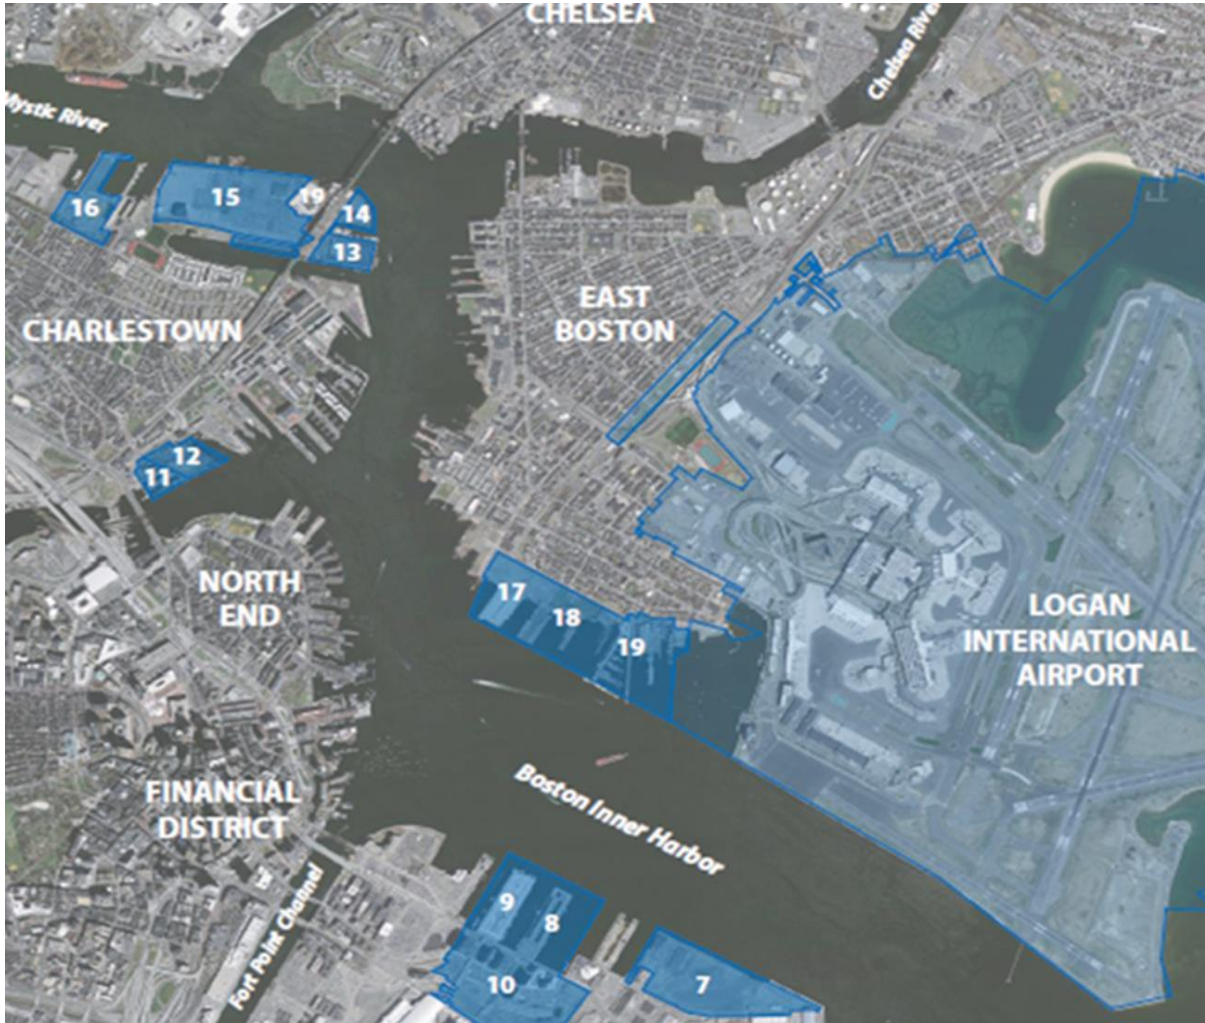 CHELSEA
Chelsea River
Mystic River
15
19
16
14
13
EAST
BOSTON
CHARLESTOWN
12
11
NORTH
END
17
18
19
LOGAN
INTERNATIONAL
AIRPORT
Boston Inner Harbor
FINANCIAL
DISTRICT
Fort Point Channel
9
8
10
7